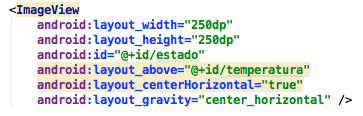 <ImageView
android:layout_width="250dp"
android:layout_height="250dp"
android:id="@+id/estado"
android:layout_above="@+id/temperatura"
android:layout_centerHorizontal="true"
android:layout_gravity="center_horizontal" />